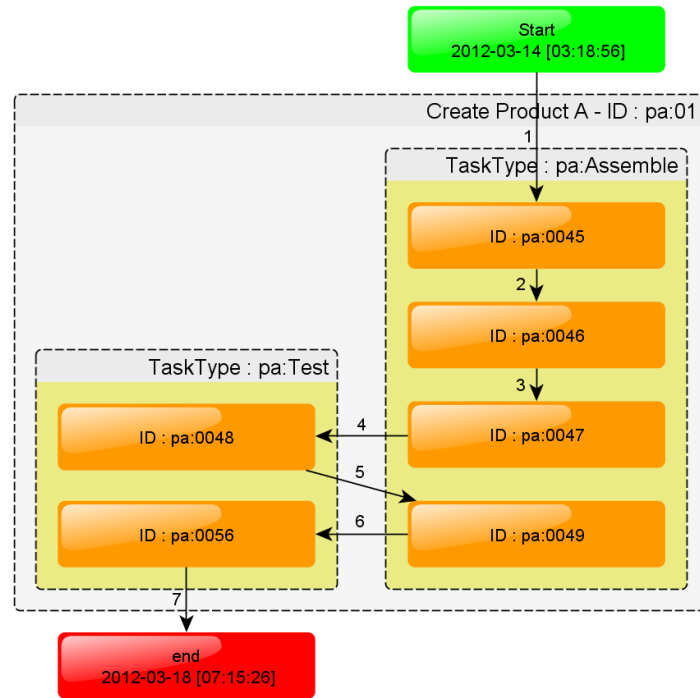 Start
2012-03-14 [03:18:56]
Create Product A - ID : pa:01
1
TaskType : pa:Assemble
ID : pa:0045
2
ID : pa:0046
TaskType : pa:Test
3
ID : pa:0048
4
ID : pa:0047
5
ID : pa:0056
6
ID : pa:0049
7
end
2012-03-18 [07:15:26]